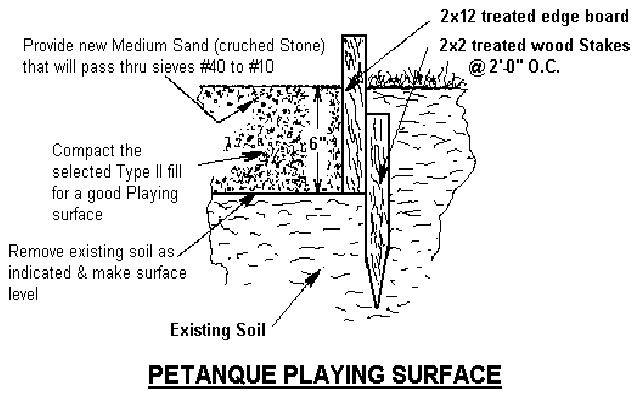 2x12 treated edge board
Provide new Medium Sand (cruched Stone)
that will pass thru sieves #40 to #10
2x2 treated wood Stakes
@ 2'-0" O.C.
6"
Compact the
selected Type II fill
for a good Playing
surface
Remove existing soil as
indicated & make surface
level
Existing Soil
PETANQUE PLAYING SURFACE